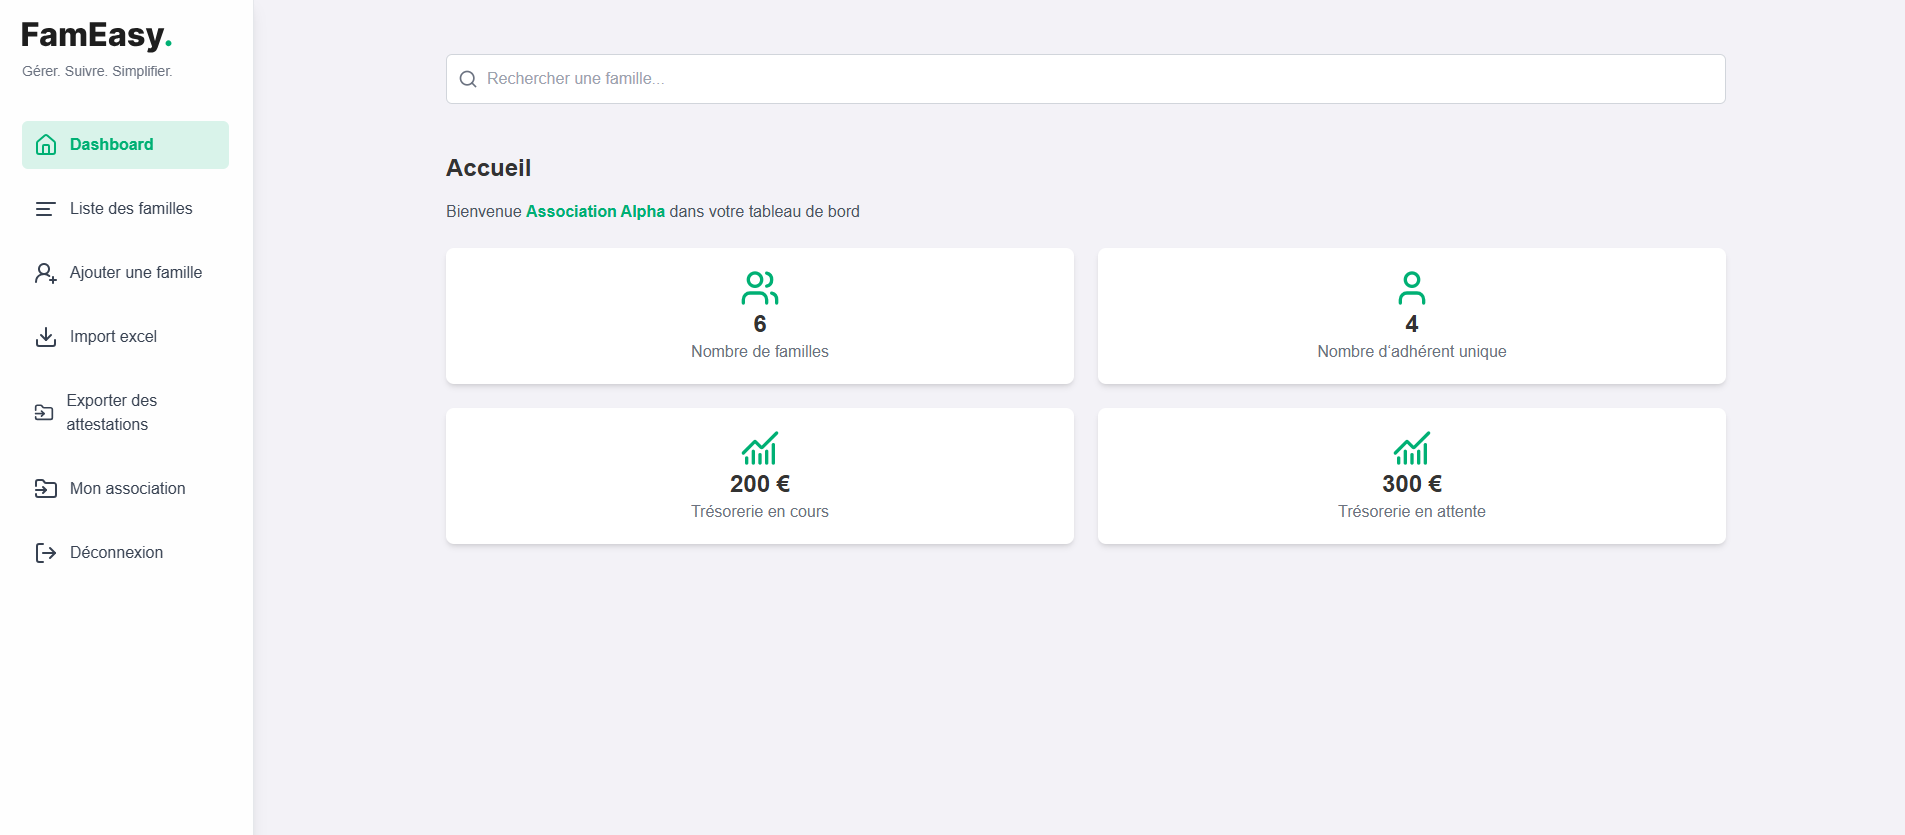 FamEasy.
Gérer. Suivre. Simplifier.
Dashboard
Liste des familles
Ajouter une famille
Import excel
Exporter des
attestations
Mon association
Déconnexion
Rechercher une famille...
Accueil
Bienvenue Association Alpha dans votre tableau de bord
6
Nombre de familles
4
Nombre d‘adhérent unique
200 €
Trésorerie en cours
300 €
Trésorerie en attente